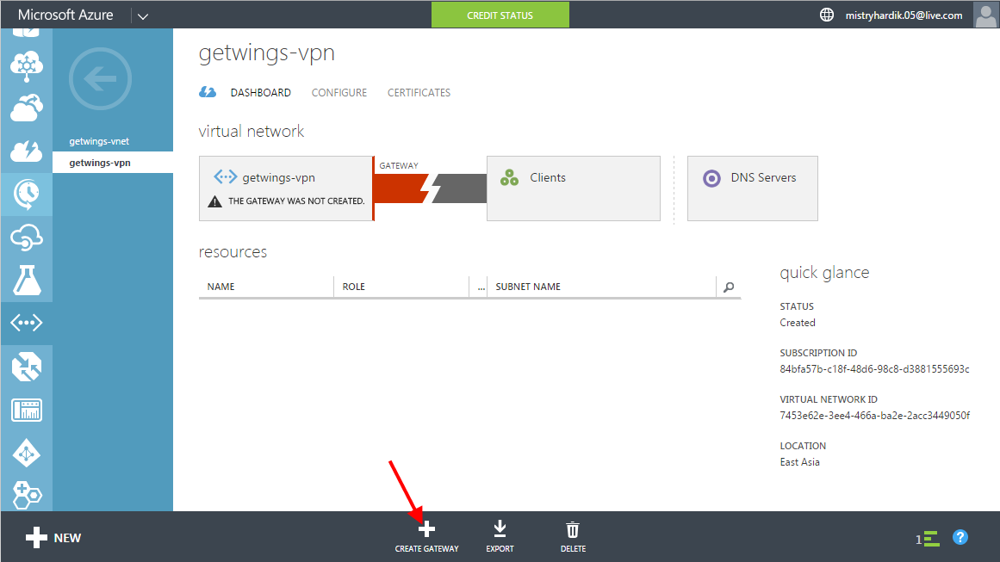 Microsoft Azure
CREDIT STATUS
mistryhardik.05@live.com
getwings-vnet
getwings-vpn
getwings-vpn
DASHBOARD CONFIGURE CERTIFICATES
virtual network
getwings-vpn
THE GATEWAY WAS NOT CREATED.
GATEWAY
Clients
DNS Servers
resources
NAME ROLE ... SUBNET NAME
quick glance
STATUS
Created
SUBSCRIPTION ID
84bfa57b-c18f-48d6-98c8-d3881555693c
VIRTUAL NETWORK ID
7453e62e-3ee4-466a-ba2e-2acc3449050f
LOCATION
East Asia
NEW
CREATE GATEWAY
EXPORT
DELETE
1
?